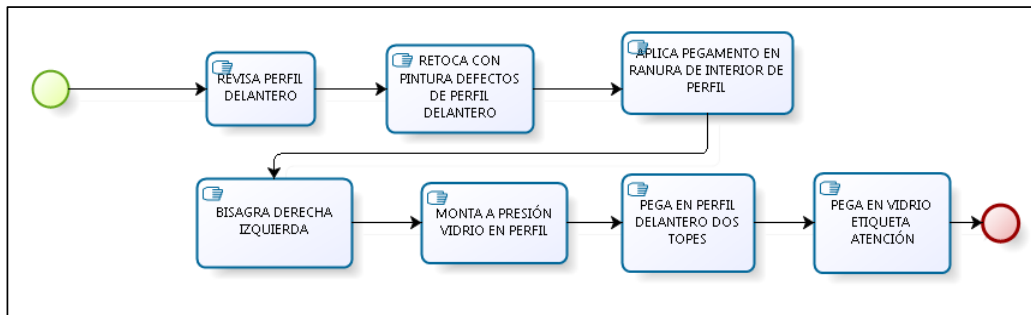 REVISA PERFIL
DELANTERO
RETOCA CON
PINTURA DEFECTOS
DE PERFIL
DELANTERO
APLICA PEGAMENTO EN
RANURA DE INTERIOR DE
PERFIL
BISAGRA DERECHA
IZQUIERDA
MONTA A PRESIÓN
VIDRIO EN PERFIL
PEGA EN PERFIL
DELANTERO DOS
TOPES
PEGA EN VIDRIO
ETIQUETA
ATENCIÓN